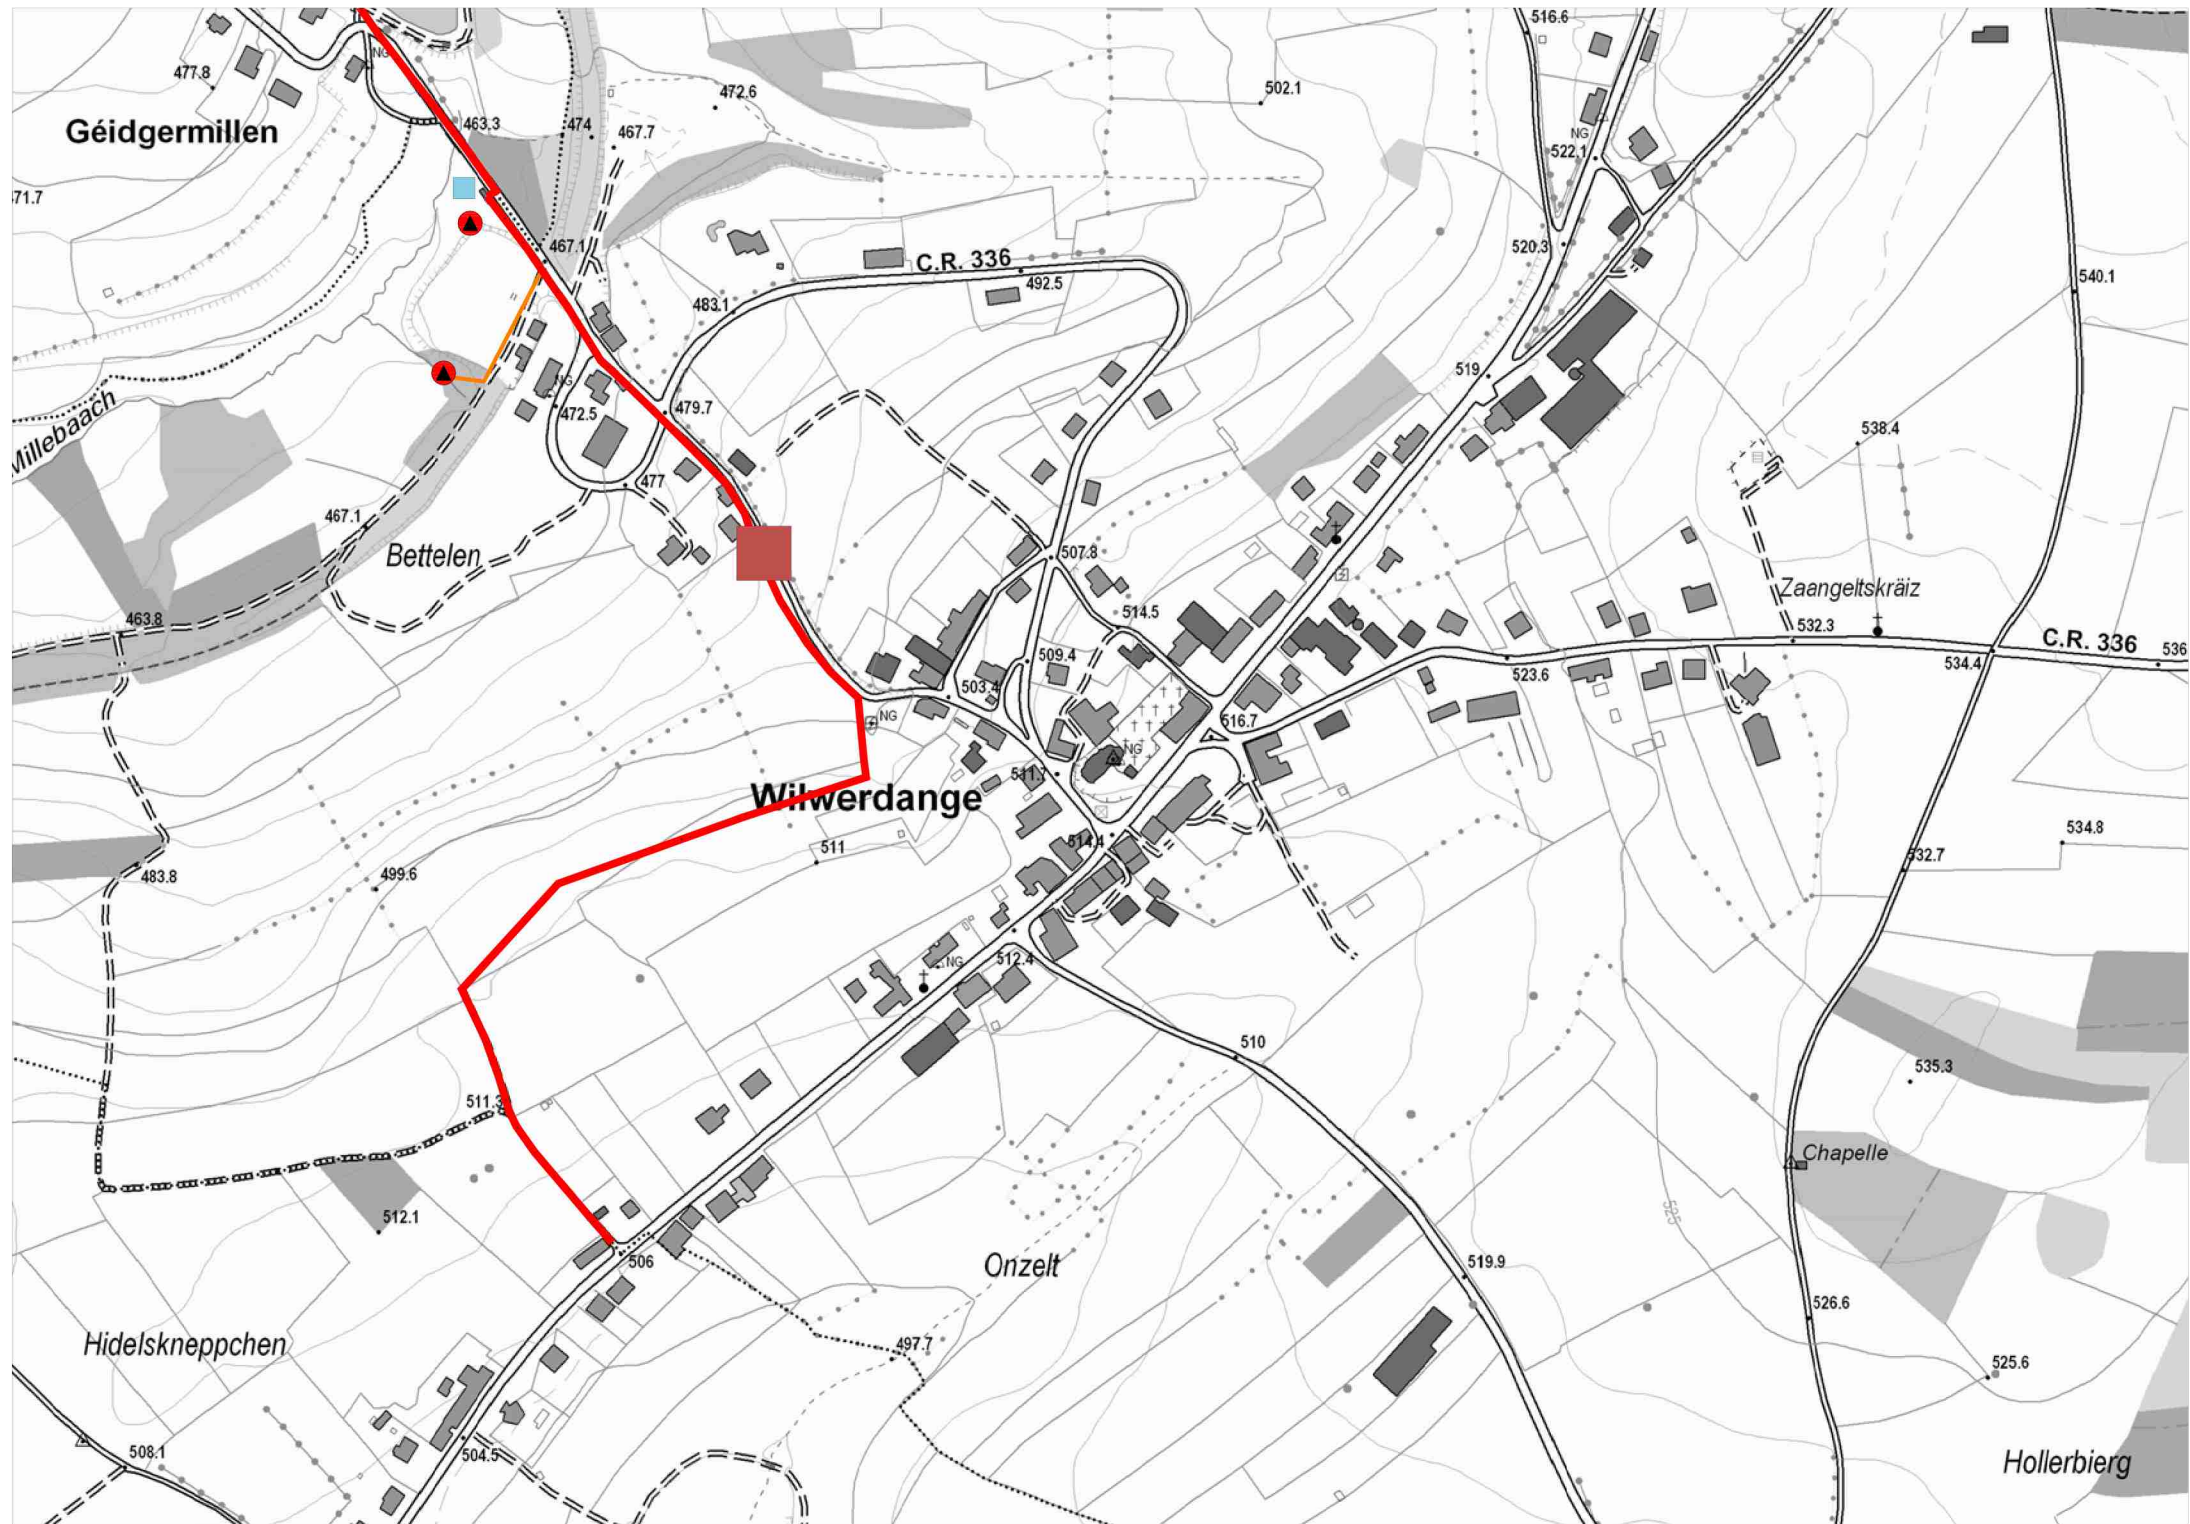 516.6
NG
477.8
472.6
502.1
463.3
474
467.7
Géidgermillen
NG
522.1
71.7
467.1
520.3
C.R. 336
492.5
540.1
483.1
519
NG
472.5
479.7
Millebaach
538.4
477
467.1
Bettelen
507.8
Zaangeltskräiz
463.8
514.5
532.3
C.R. 336
536
509.4
534.4
523.6
503.4
NG
516.7
NG
511.7
Wilwerdange
534.8
514.4
532.7
511
483.8
499.6
NG
512.4
510
535.3
511.3
Chapelle
512.1
525
506
Onzelt
519.9
526.6
Hidelskneppchen
497.7
525.6
508.1
504.5
Hollerbierg